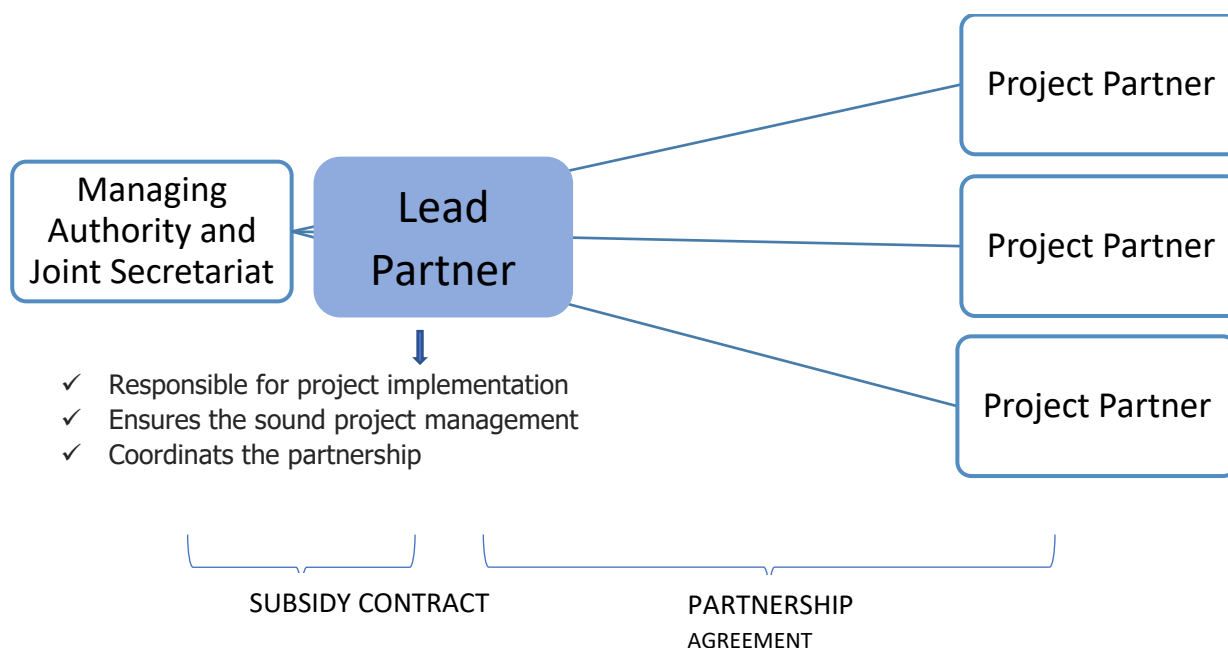 Project Partner
Managing
Authority and
Joint Secretariat
Lead
Partner
Project Partner
Project Partner
✓ Responsible for project implementation
✓ Ensures the sound project management
✓ Coordinats the partnership
SUBSIDY CONTRACT
PARTNERSHIP
AGREEMENT